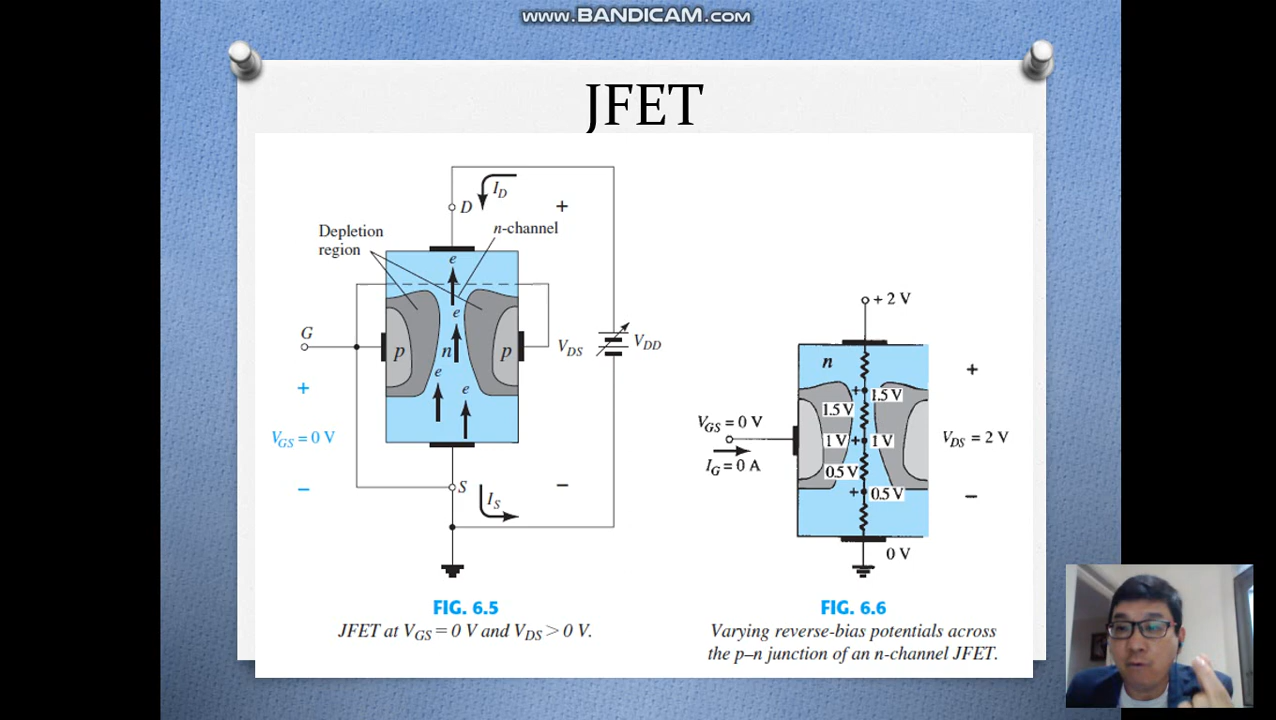 www.BANDICAM.com
JFET
I_D
D
+
Depletion
region
n-channel
e
e
G
p
n
p
V_DS
V_DD
e
e
+
V_GS = 0 V
–
S
I_S
–
FIG. 6.5
JFET at V_GS = 0 V and V_DS > 0 V.
+ 2 V
n
+
+
1.5 V
1.5 V
V_GS = 0 V
1 V
+
1 V
V_DS = 2 V
I_G = 0 A
0.5 V
+
0.5 V
–
0 V
FIG. 6.6
Varying reverse-bias potentials across
the p–n junction of an n-channel JFET.